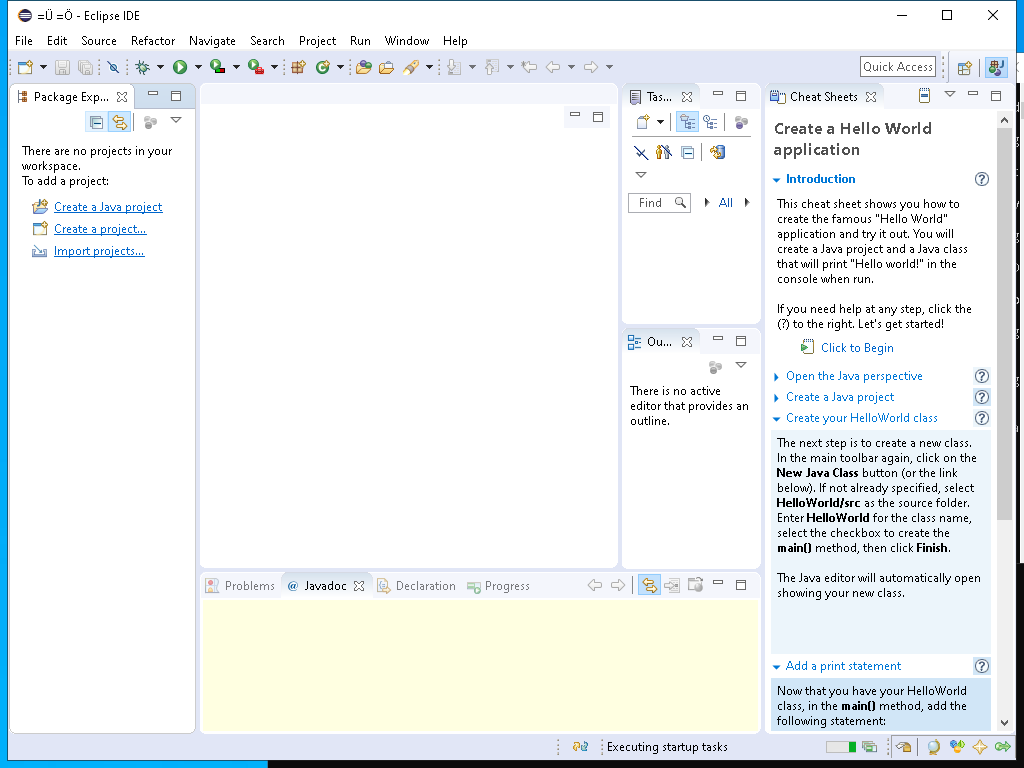 =Ü =Ö - Eclipse IDE
File Edit Source Refactor Navigate Search Project Run Window Help
Quick Access
Package Exp...
There are no projects in your
workspace.
To add a project:
Create a Java project
Create a project...
Import projects...
Tas...
Find
All
Ou...
There is no active
editor that provides an
outline.
Problems
@ Javadoc
Declaration
Progress
Cheat Sheets
Create a Hello World
application
Introduction
This cheat sheet shows you how to
create the famous "Hello World"
application and try it out. You will
create a Java project and a Java class
that will print "Hello world!" in the
console when run.
If you need help at any step, click the
(?) to the right. Let's get started!
Click to Begin
Open the Java perspective
Create a Java project
Create your HelloWorld class
The next step is to create a new class.
In the main toolbar again, click on the
New Java Class button (or the link
below). If not already specified, select
HelloWorld/src as the source folder.
Enter HelloWorld for the class name,
select the checkbox to create the
main() method, then click Finish.
The Java editor will automatically open
showing your new class.
Add a print statement
Now that you have your HelloWorld
class, in the main() method, add the
following statement:
Executing startup tasks